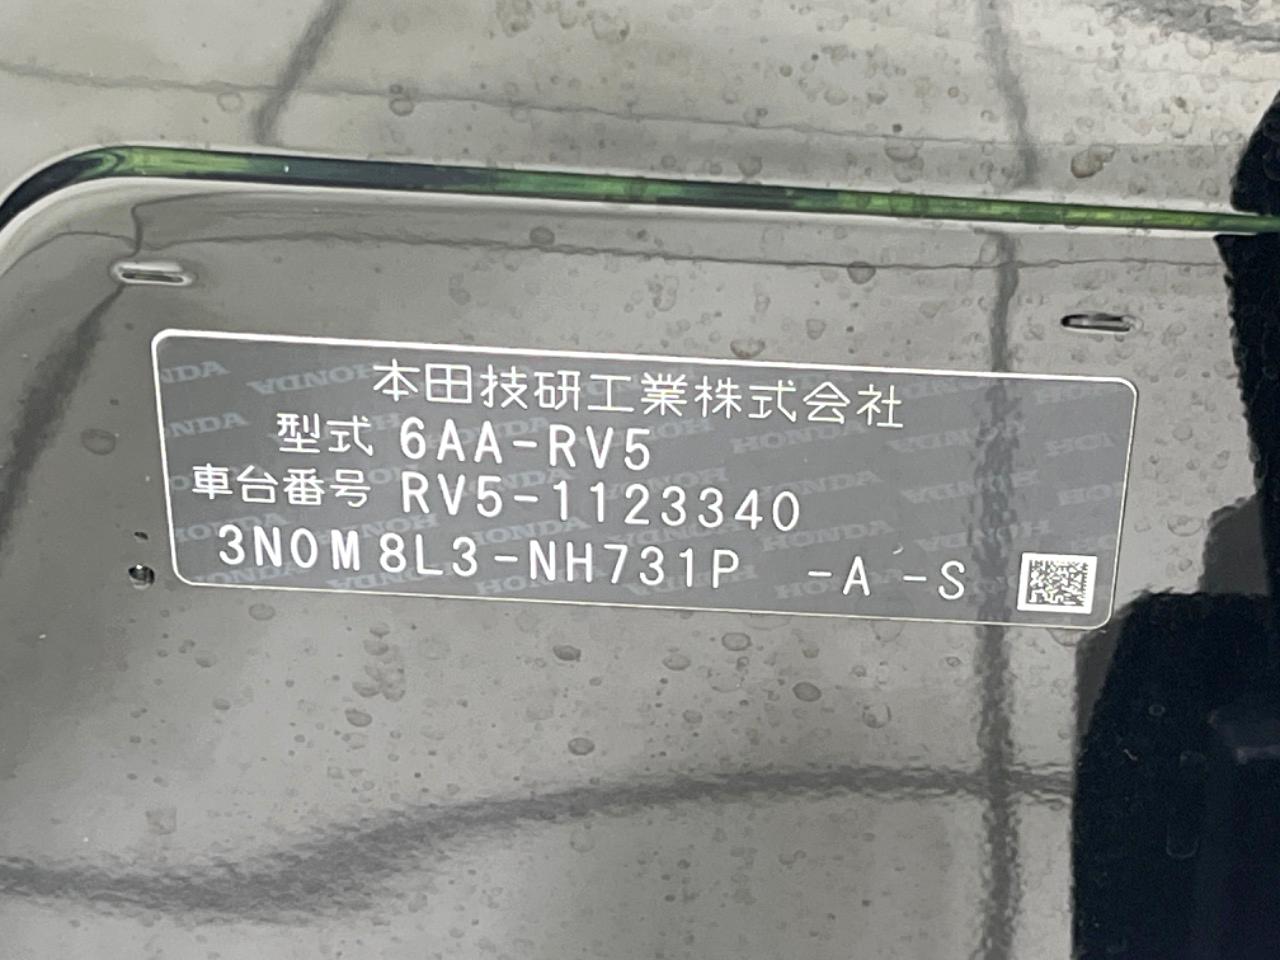 本田技研工業株式会社
型式 6AA-RV5
車台番号 RV5-1123340
3N0M8L3-NH731P -A -S